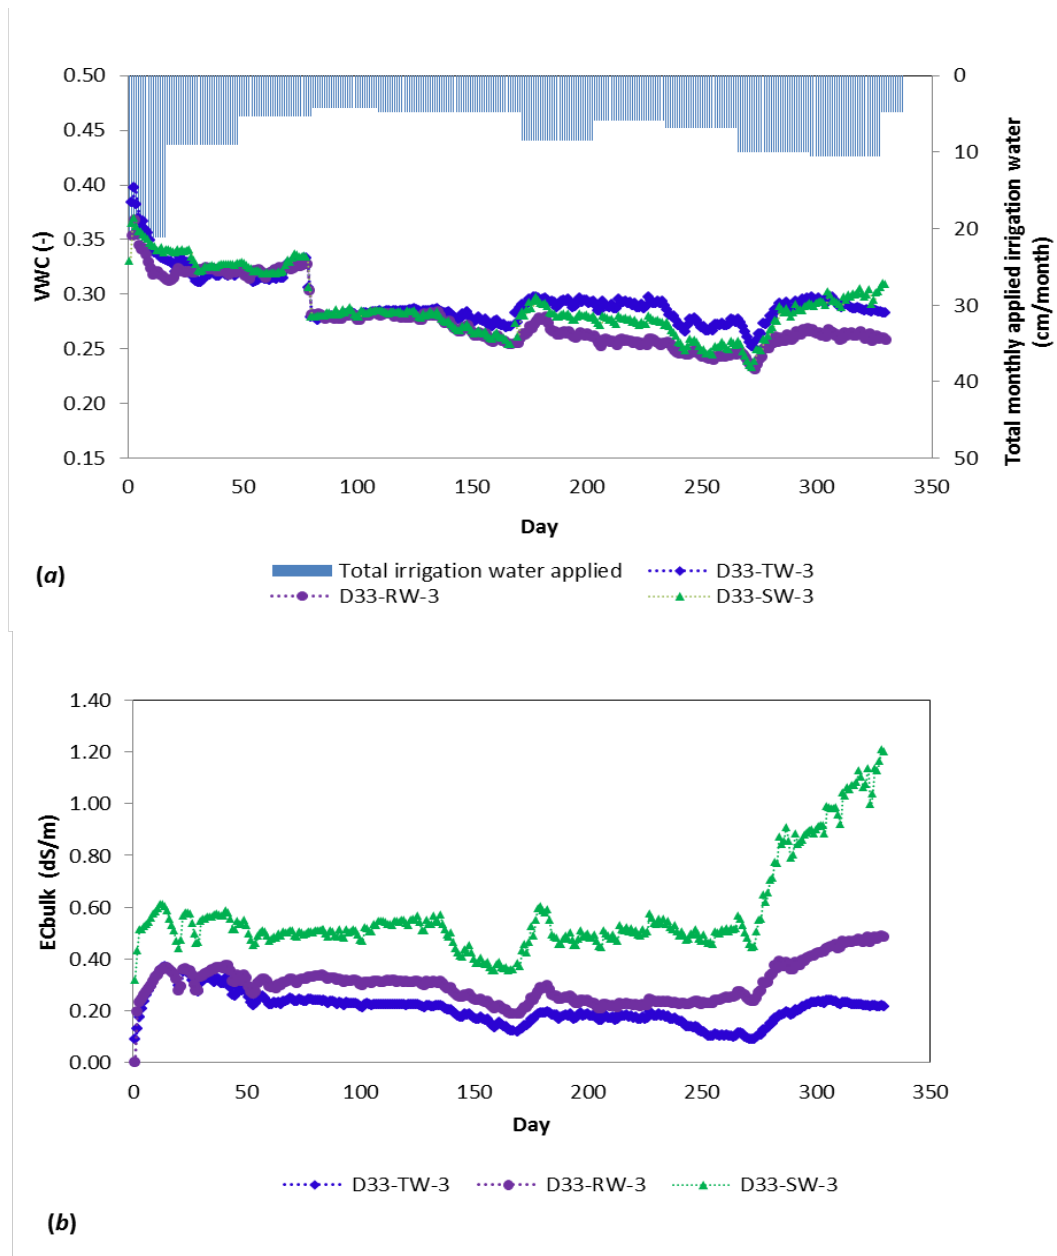 0.50
0.45
0.40
0.35
0.30
0.25
0.20
0.15
VWC (-)
0
10
20
30
40
50
Total monthly applied irrigation water
(cm/month)
0 50 100 150 200 250 300 350
Day
(a)
Total irrigation water applied D33-TW-3
D33-RW-3 D33-SW-3
1.40
1.20
1.00
0.80
0.60
0.40
0.20
0.00
ECbulk (dS/m)
0 50 100 150 200 250 300 350
Day
D33-TW-3 D33-RW-3 D33-SW-3
(b)